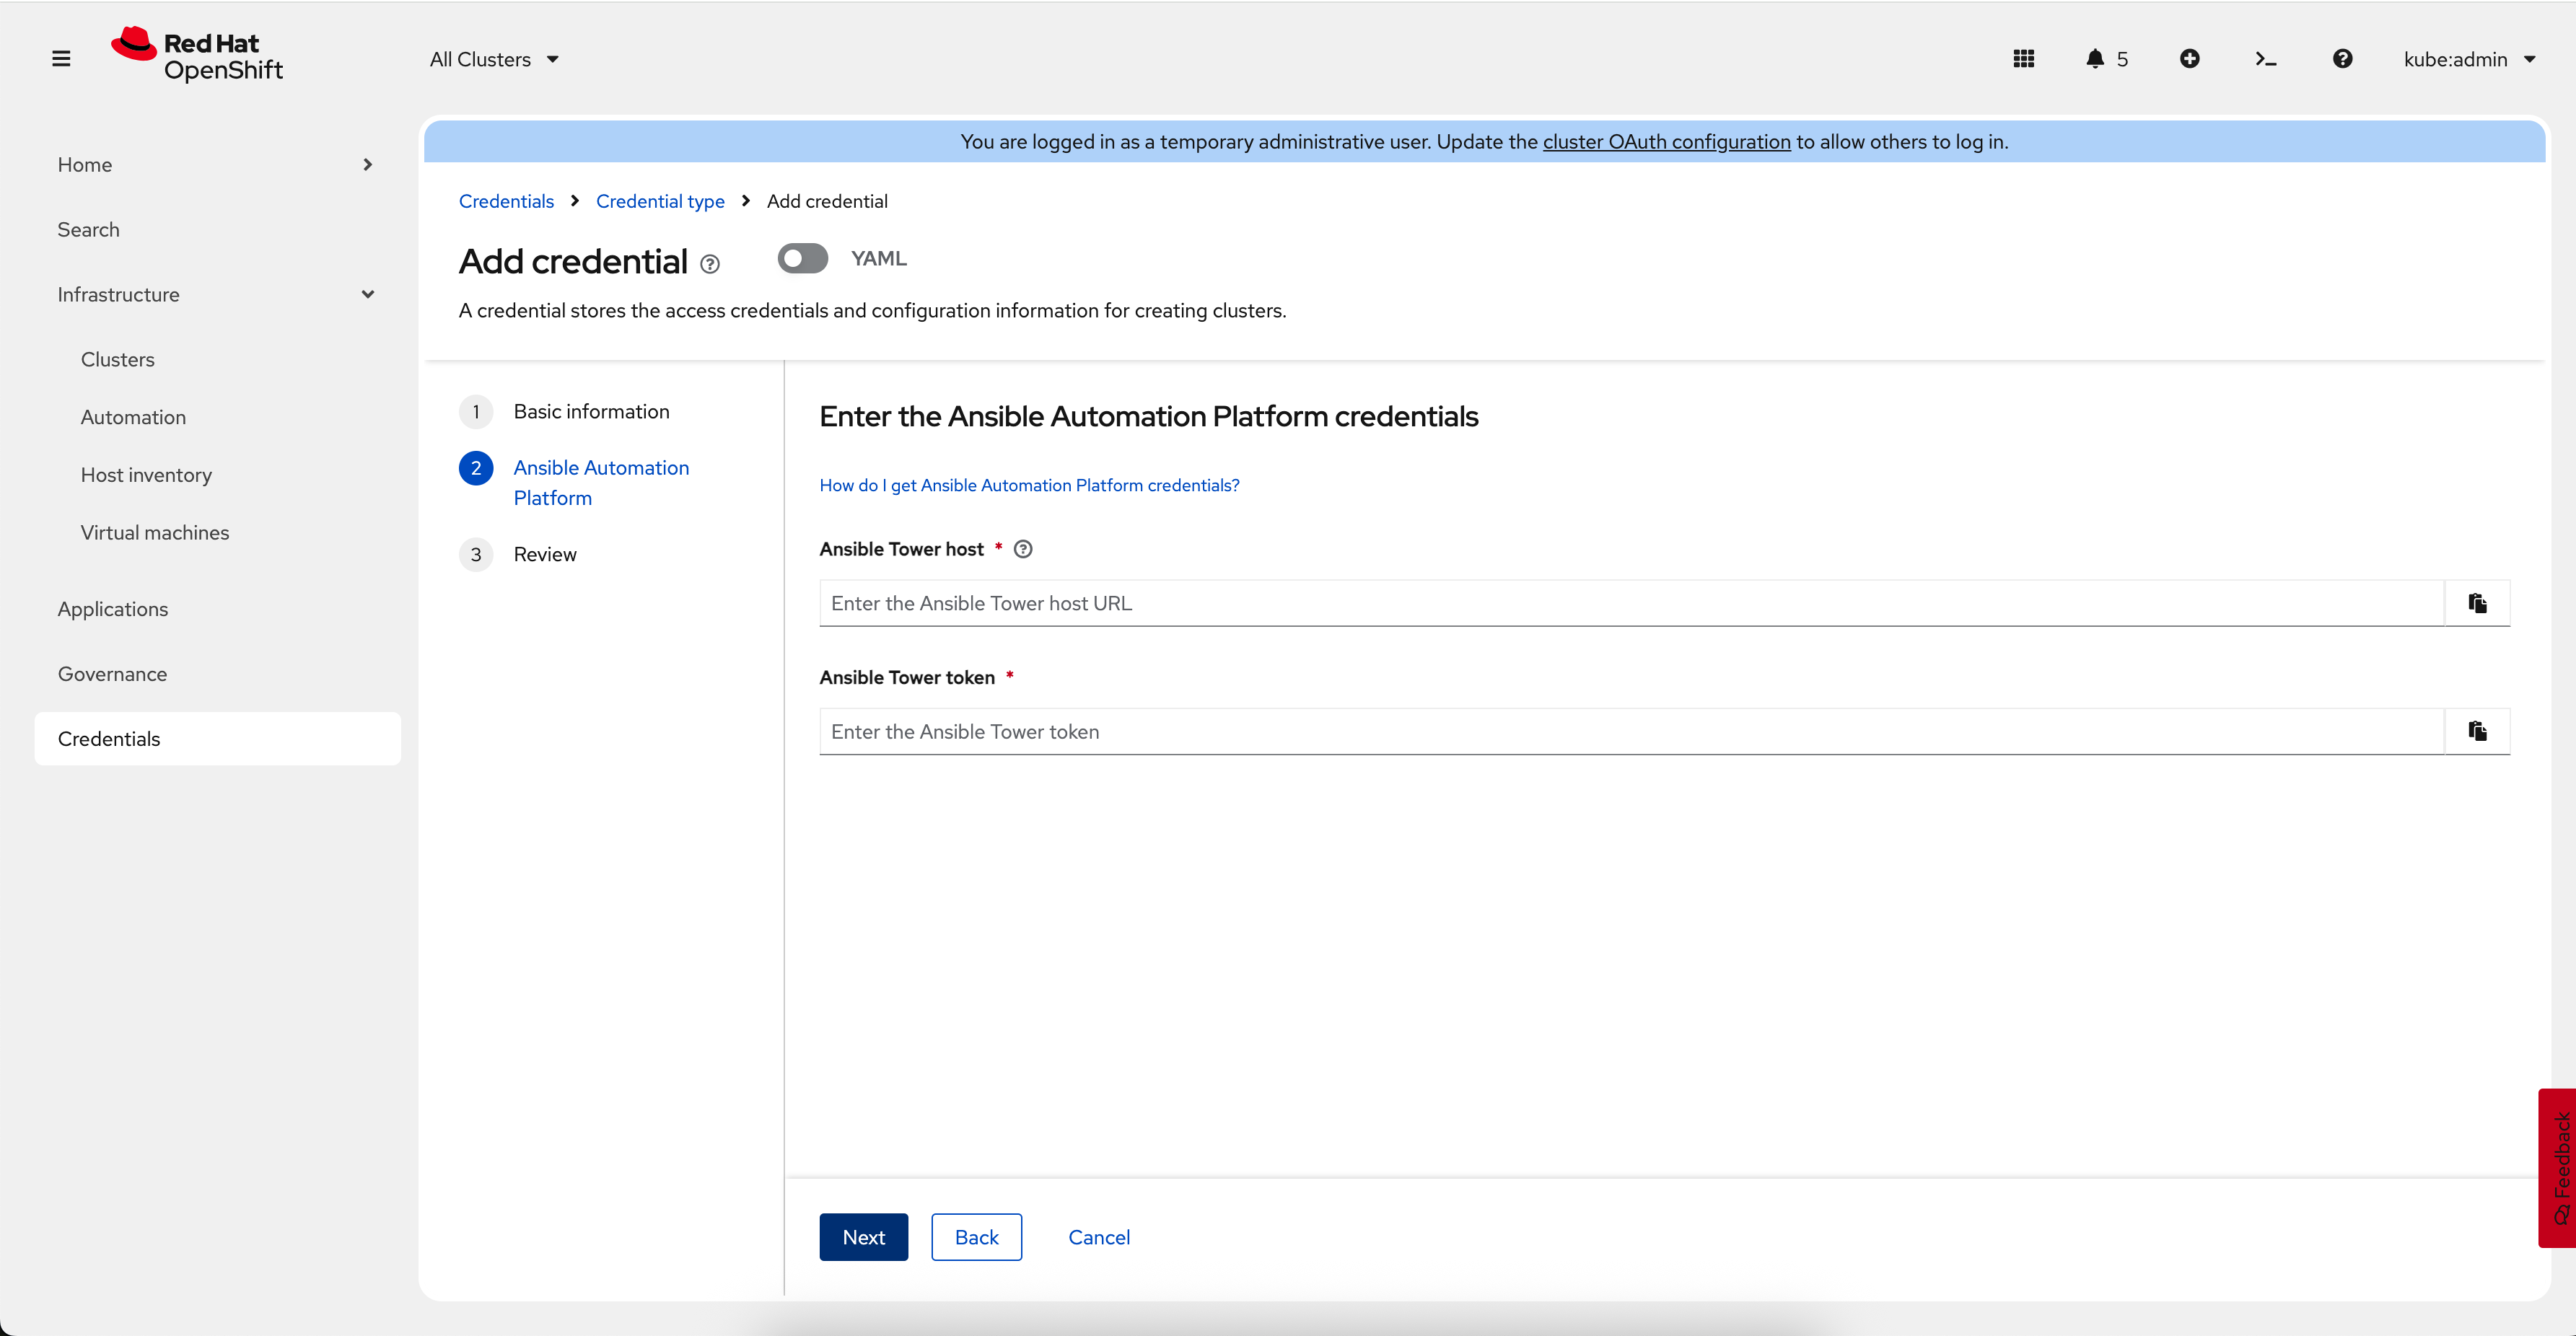 Red Hat
OpenShift
All Clusters
5
kube:admin
Home
Search
Infrastructure
Clusters
Automation
Host inventory
Virtual machines
Applications
Governance
Credentials
You are logged in as a temporary administrative user. Update the cluster OAuth configuration to allow others to log in.
Credentials
Credential type
Add credential
Add credential
YAML
A credential stores the access credentials and configuration information for creating clusters.
1 Basic information
2 Ansible Automation
Platform
3 Review
Enter the Ansible Automation Platform credentials
How do I get Ansible Automation Platform credentials?
Ansible Tower host *
Enter the Ansible Tower host URL
Ansible Tower token *
Enter the Ansible Tower token
Next
Back
Cancel
Feedback